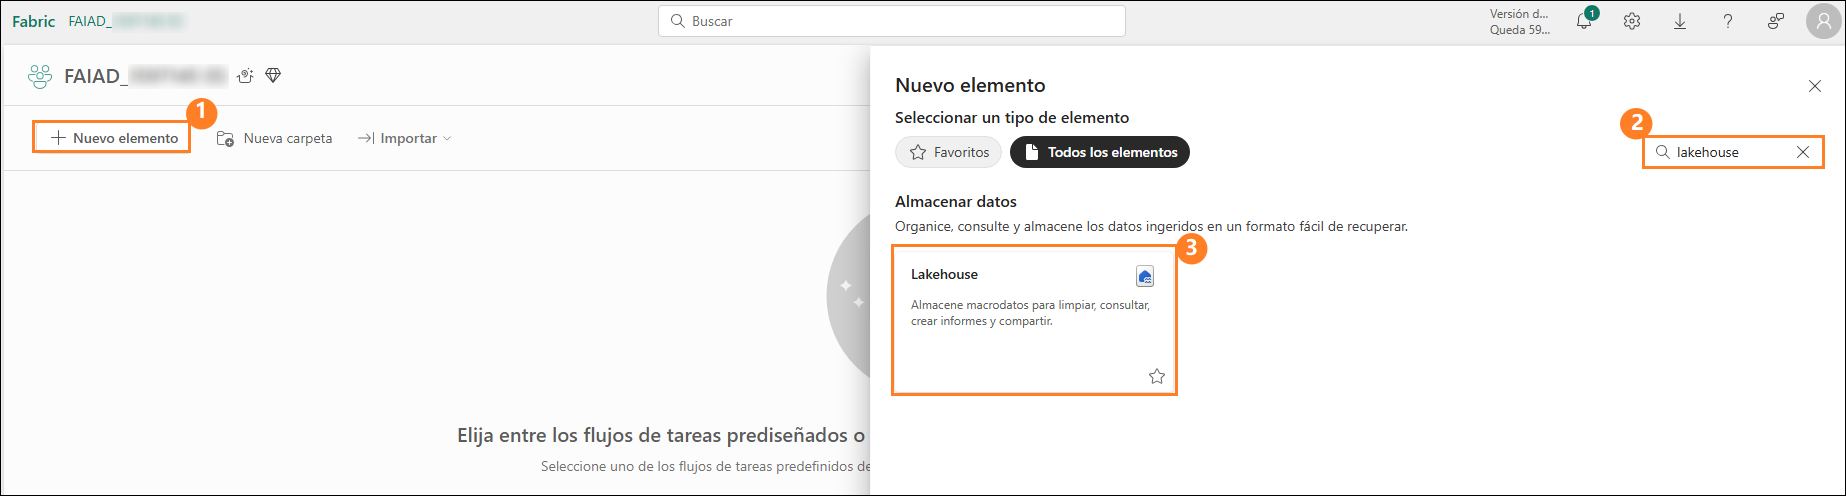 Fabric FAIAD_
Buscar
Versión d...
Queda 59...
1
FAIAD_
1
Nuevo elemento
Nueva carpeta
Importar
Elija entre los flujos de tareas prediseñados o
Seleccione uno de los flujos de tareas predefinidos de
Nuevo elemento
Seleccionar un tipo de elemento
Favoritos
Todos los elementos
2
lakehouse
Almacenar datos
Organice, consulte y almacene los datos ingeridos en un formato fácil de recuperar.
3
Lakehouse
Almacene macrodatos para limpiar, consultar,
crear informes y compartir.